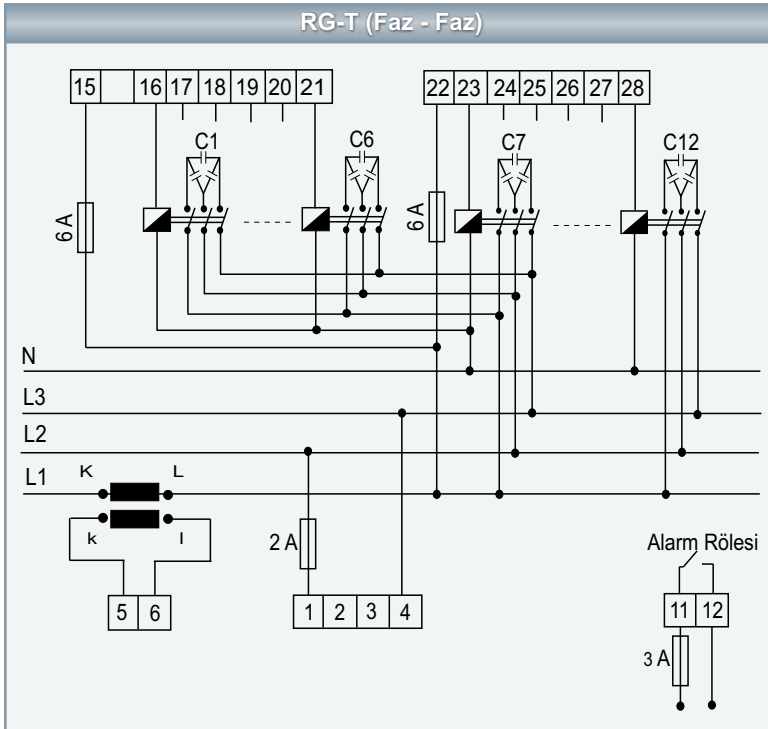 RG-T (Faz - Faz)
15 16 17 18 19 20 21
22 23 24 25 26 27 28
C1
C6
C7
C12
6 A
6 A
N
L3
L2
L1
K L
k l
2 A
Alarm Rölesi
5 6
1 2 3 4
11 12
3 A